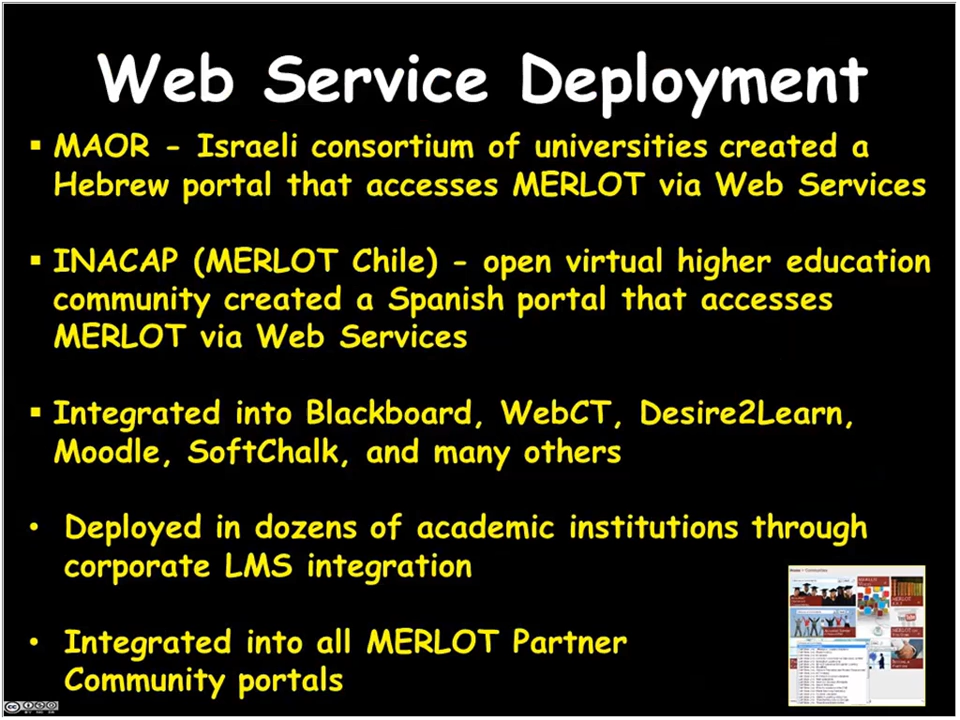 Web Service Deployment
▪ MAOR - Israeli consortium of universities created a
Hebrew portal that accesses MERLOT via Web Services
▪ INACAP (MERLOT Chile) - open virtual higher education
community created a Spanish portal that accesses
MERLOT via Web Services
▪ Integrated into Blackboard, WebCT, Desire2Learn,
Moodle, SoftChalk, and many others
• Deployed in dozens of academic institutions through
corporate LMS integration
• Integrated into all MERLOT Partner
Community portals